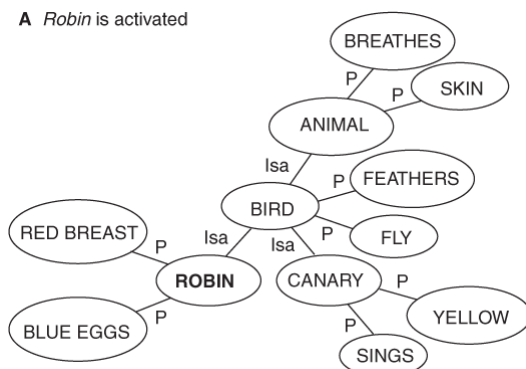 A Robin is activated
BREATHES
P
SKIN
P
ANIMAL
Isa
FEATHERS
P
BIRD
P
FLY
RED BREAST
P
Isa
Isa
ROBIN
CANARY
P
YELLOW
BLUE EGGS
P
P
SINGS